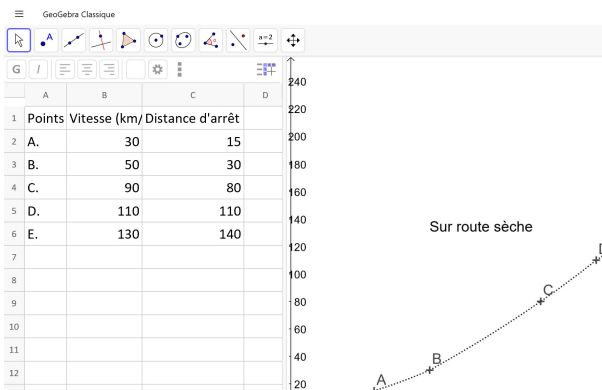 GeoGebra Classique
A
a=2
G I
A B C D
1 Points Vitesse (km/ Distance d'arrêt
2 A. 30 15
3 B. 50 30
4 C. 90 80
5 D. 110 110
6 E. 130 140
7
8
9
10
11
12
240
220
200
180
160
140
120
100
80
60
40
20
Sur route sèche
D
C
B
A